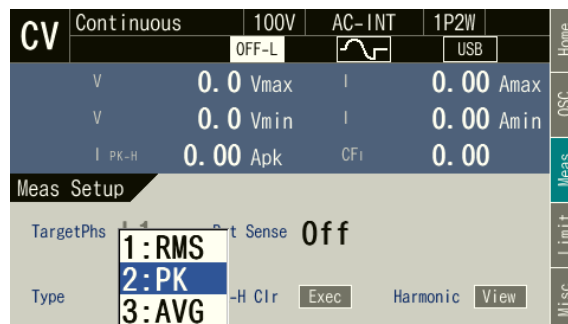 CV Continuous 100V AC-INT 1P2W
OFF-L USB
V 0.0 Vmax I 0.00 Amax
V 0.0 Vmin I 0.00 Amin
I PK-H 0.00 Apk CFI 0.00
Meas Setup
TargetPhs Sense Off
1:RMS
2:PK
3:AVG
Type -H Clr Exec Harmonic View
Home
OSC
Meas
Limit
Misc